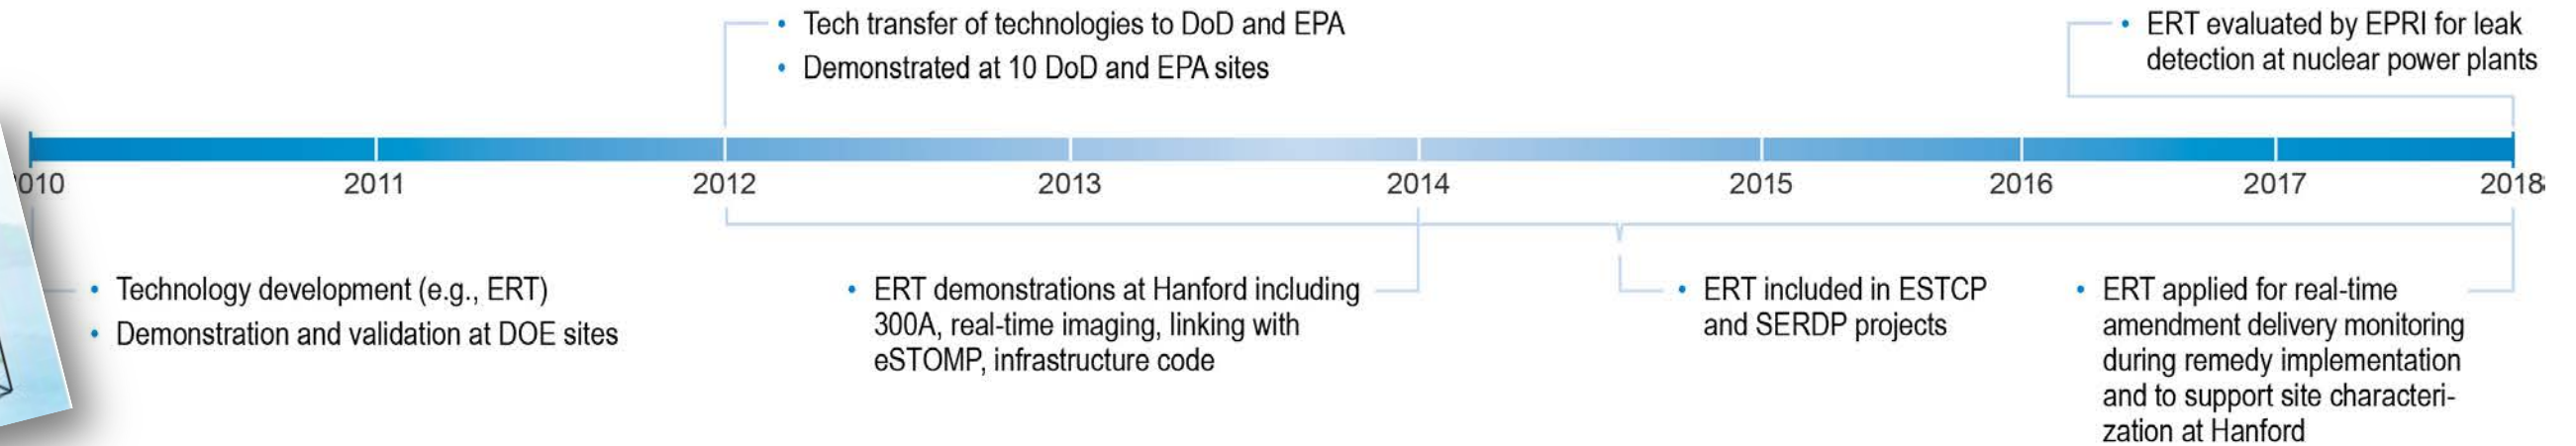 • Tech transfer of technologies to DoD and EPA
• Demonstrated at 10 DoD and EPA sites
• ERT evaluated by EPRI for leak
detection at nuclear power plants
010 2011 2012 2013 2014 2015 2016 2017 2018
• Technology development (e.g., ERT)
• Demonstration and validation at DOE sites
• ERT demonstrations at Hanford including
300A, real-time imaging, linking with
eSTOMP, infrastructure code
• ERT included in ESTCP
and SERDP projects
• ERT applied for real-time
amendment delivery monitoring
during remedy implementation
and to support site characteri-
zation at Hanford